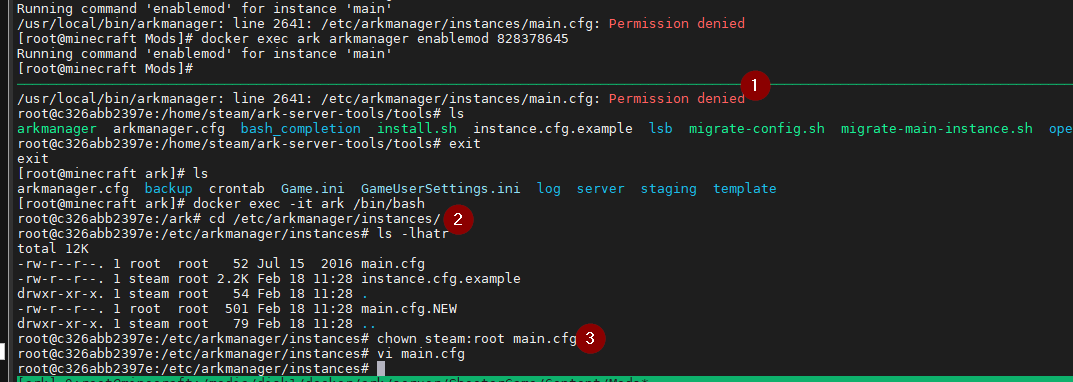 Running command 'enablemod' for instance 'main'
/usr/local/bin/arkmanager: line 2641: /etc/arkmanager/instances/main.cfg: Permission denied
[root@minecraft Mods]# docker exec ark arkmanager enablemod 828378645
Running command 'enablemod' for instance 'main'
[root@minecraft Mods]#
1
/usr/local/bin/arkmanager: line 2641: /etc/arkmanager/instances/main.cfg: Permission denied
root@c326abb2397e:/home/steam/ark-server-tools/tools# ls
arkmanager  arkmanager.cfg  bash_completion  install.sh  instance.cfg.example  lsb  migrate-config.sh  migrate-main-instance.sh  ope
root@c326abb2397e:/home/steam/ark-server-tools/tools# exit
exit
[root@minecraft ark]# ls
arkmanager.cfg  backup  crontab  Game.ini  GameUserSettings.ini  log  server  staging  template
[root@minecraft ark]# docker exec -it ark /bin/bash
root@c326abb2397e:/ark# cd /etc/arkmanager/instances/ 2
root@c326abb2397e:/etc/arkmanager/instances# ls -lhatr
total 12K
-rw-r--r--. 1 root  root   52 Jul 15  2016 main.cfg
-rw-r--r--. 1 steam root 2.2K Feb 18 11:28 instance.cfg.example
drwxr-xr-x. 1 steam root   54 Feb 18 11:28 .
-rw-r--r--. 1 root  root  501 Feb 18 11:28 main.cfg.NEW
drwxr-xr-x. 1 steam root   79 Feb 18 11:28 ..
root@c326abb2397e:/etc/arkmanager/instances# chown steam:root main.cfg 3
root@c326abb2397e:/etc/arkmanager/instances# vi main.cfg
root@c326abb2397e:/etc/arkmanager/instances#